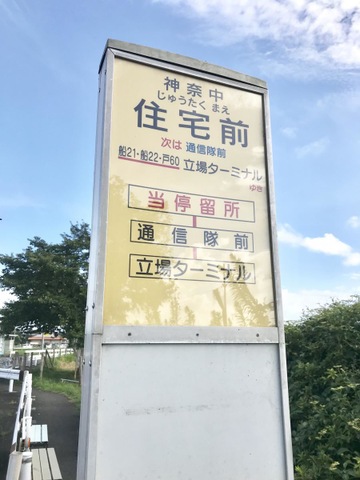 神奈中
じゅうたく まえ
住宅前
次は 通信隊前
船21・船22・戸60 立場ターミナル
ゆき
当停留所
通信隊前
立場ターミナル